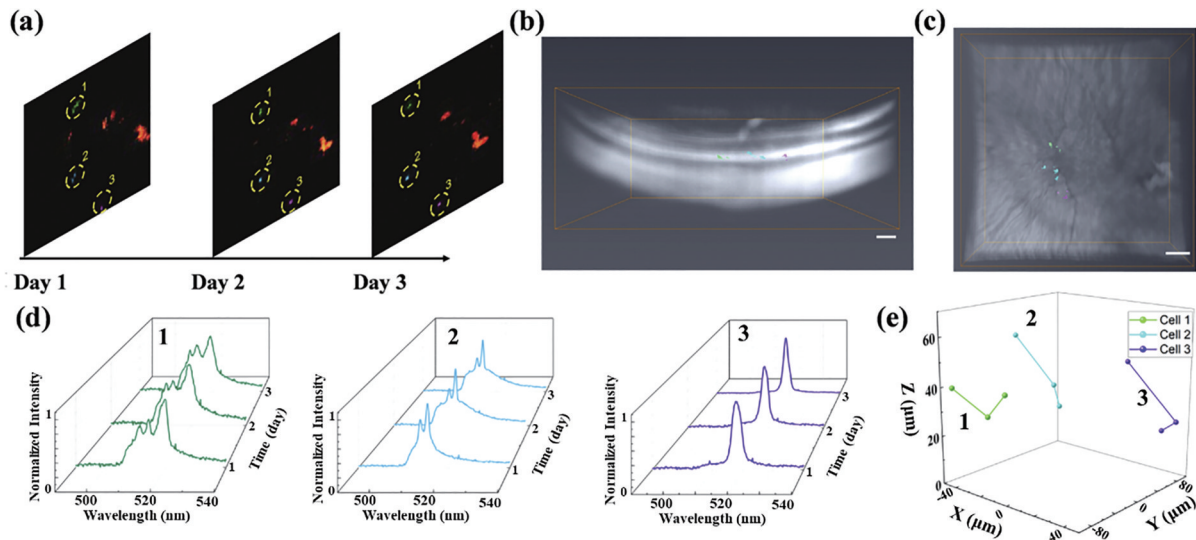 (a)
1
2
3
1
2
3
1
2
3
Day 1
Day 2
Day 3
(b)
(c)
(d)
1
Normalized Intensity
1
0
500
520
540
Wavelength (nm)
1
2
3
Time (day)
2
Normalized Intensity
1
0
500
520
540
Wavelength (nm)
1
2
3
Time (day)
3
Normalized Intensity
1
0
500
520
540
Wavelength (nm)
1
2
3
Time (day)
(e)
Cell 1
Cell 2
Cell 3
1
2
3
Z (µm)
60
40
20
0
-40
0
40
X (µm)
-80
0
80
Y (µm)